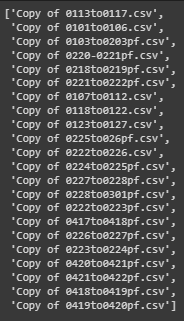 ['Copy of 0113to0117.csv',
'Copy of 0101to0106.csv',
'Copy of 0103to0203pf.csv',
'Copy of 0220-0221pf.csv',
'Copy of 0218to0219pf.csv',
'Copy of 0221to0222pf.csv',
'Copy of 0107to0112.csv',
'Copy of 0118to0122.csv',
'Copy of 0123to0127.csv',
'Copy of 0225to026pf.csv',
'Copy of 0222to0226.csv',
'Copy of 0224to0225pf.csv',
'Copy of 0227to0228pf.csv',
'Copy of 0228to0301pf.csv',
'Copy of 0222to0223pf.csv',
'Copy of 0417to0418pf.csv',
'Copy of 0226to0227pf.csv',
'Copy of 0223to0224pf.csv',
'Copy of 0420to0421pf.csv',
'Copy of 0421to0422pf.csv',
'Copy of 0418to0419pf.csv',
'Copy of 0419to0420pf.csv']